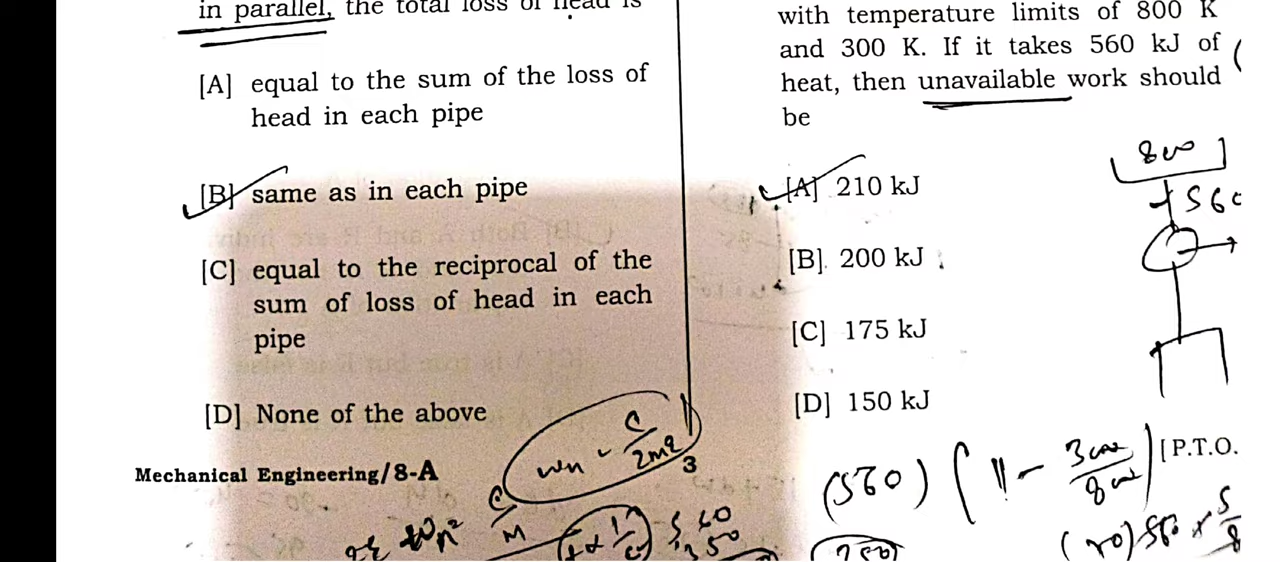 in parallel, the total loss of head is
[A] equal to the sum of the loss of
head in each pipe
[B] same as in each pipe
[C] equal to the reciprocal of the
sum of loss of head in each
pipe
[D] None of the above
Mechanical Engineering/8-A
3
with temperature limits of 800 K
and 300 K. If it takes 560 kJ of
heat, then unavailable work should
be
[A] 210 kJ
[B] 200 kJ
[C] 175 kJ
[D] 150 kJ
[P.T.O.
800
560
(560)